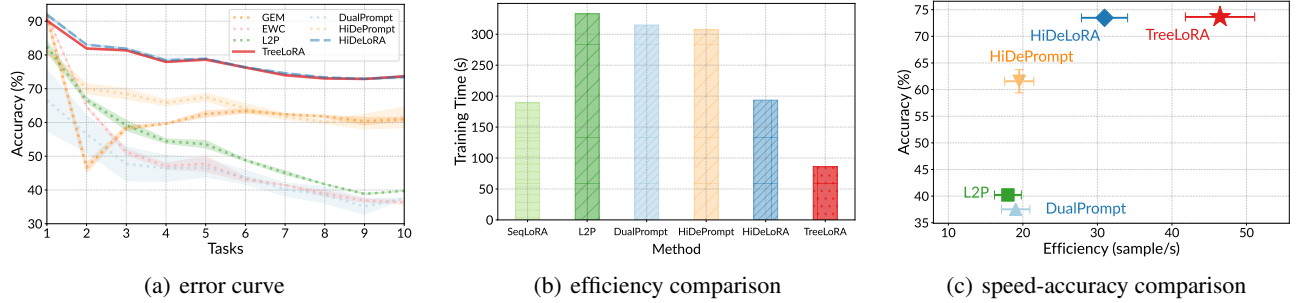 Accuracy (%)
90
80
70
60
50
40
30
1 2 3 4 5 6 7 8 9 10
Tasks
GEM
EWC
L2P
TreeLoRA
DualPrompt
HiDePrompt
HiDeLoRA
(a) error curve
Training Time (s)
300
250
200
150
100
50
0
SeqLoRA L2P DualPrompt HiDePrompt HiDeLoRA TreeLoRA
Method
(b) efficiency comparison
Accuracy (%)
75
70
65
60
55
50
45
40
35
HiDeLoRA
TreeLoRA
HiDePrompt
L2P
DualPrompt
10 20 30 40 50
Efficiency (sample/s)
(c) speed-accuracy comparison